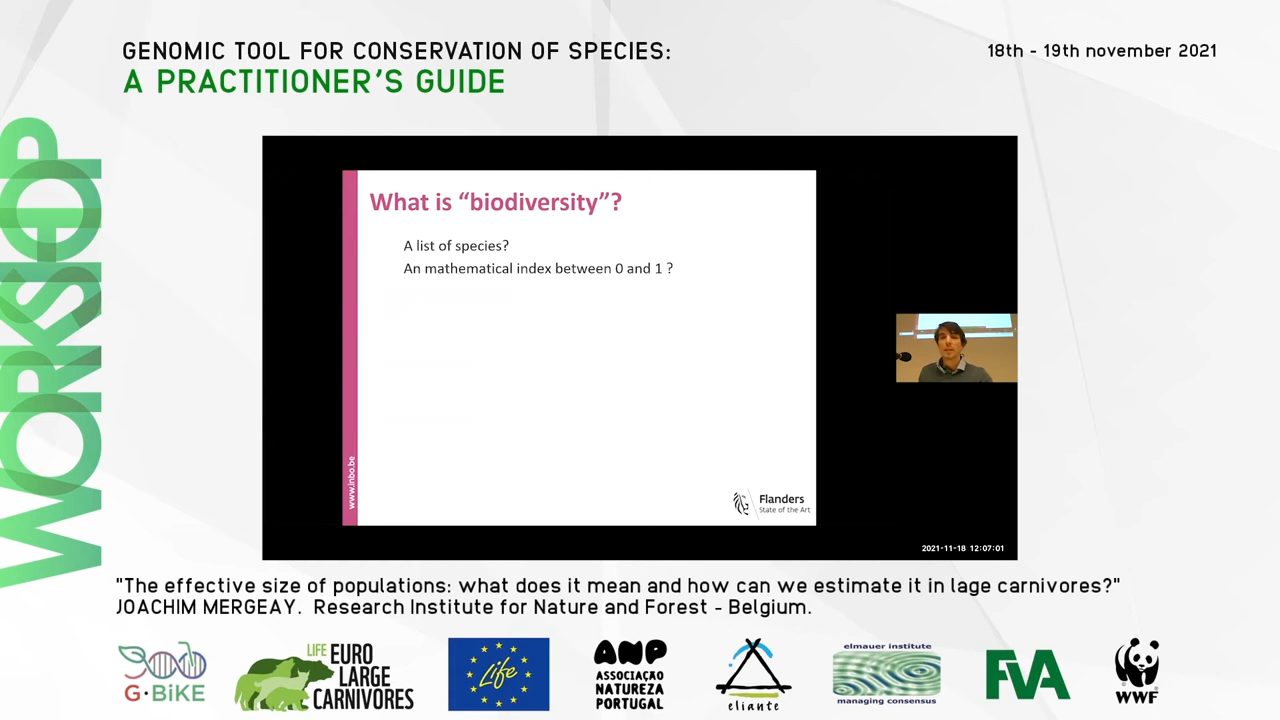 GENOMIC TOOL FOR CONSERVATION OF SPECIES:
A PRACTITIONER'S GUIDE
18th - 19th november 2021
WORKSHOP
What is “biodiversity”?
A list of species?
An mathematical index between 0 and 1 ?
www.inbo.be
Flanders
State of the Art
2021-11-18 12:07:01
"The effective size of populations: what does it mean and how can we estimate it in lage carnivores?"
JOACHIM MERGEAY. Research Institute for Nature and Forest - Belgium.
G·BiKE
LIFE EURO
LARGE
CARNIVORES
Life
ANP
ASSOCIAÇÃO
NATUREZA
PORTUGAL
eliante
elmauer institute
managing consensus
FVA
WWF